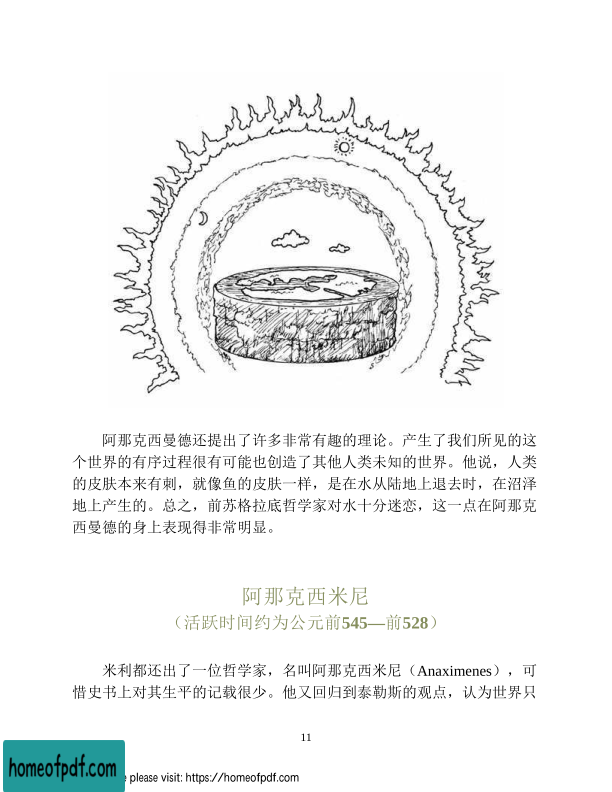 阿那克西曼德还提出了许多非常有趣的理论。产生了我们所见的这
个世界的有序过程很有可能也创造了其他人类未知的世界。他说，人类
的皮肤本来有刺，就像鱼的皮肤一样，是在水从陆地上退去时，在沼泽
地上产生的。总之，前苏格拉底哲学家对水十分迷恋，这一点在阿那克
西曼德的身上表现得非常明显。
阿那克西米尼
（活跃时间约为公元前545—前528）
米利都还出了一位哲学家，名叫阿那克西米尼（Anaximenes），可
惜史书上对其生平的记载很少。他又回归到泰勒斯的观点，认为世界只
11
homeofpdf.com
please visit: https://homeofpdf.com